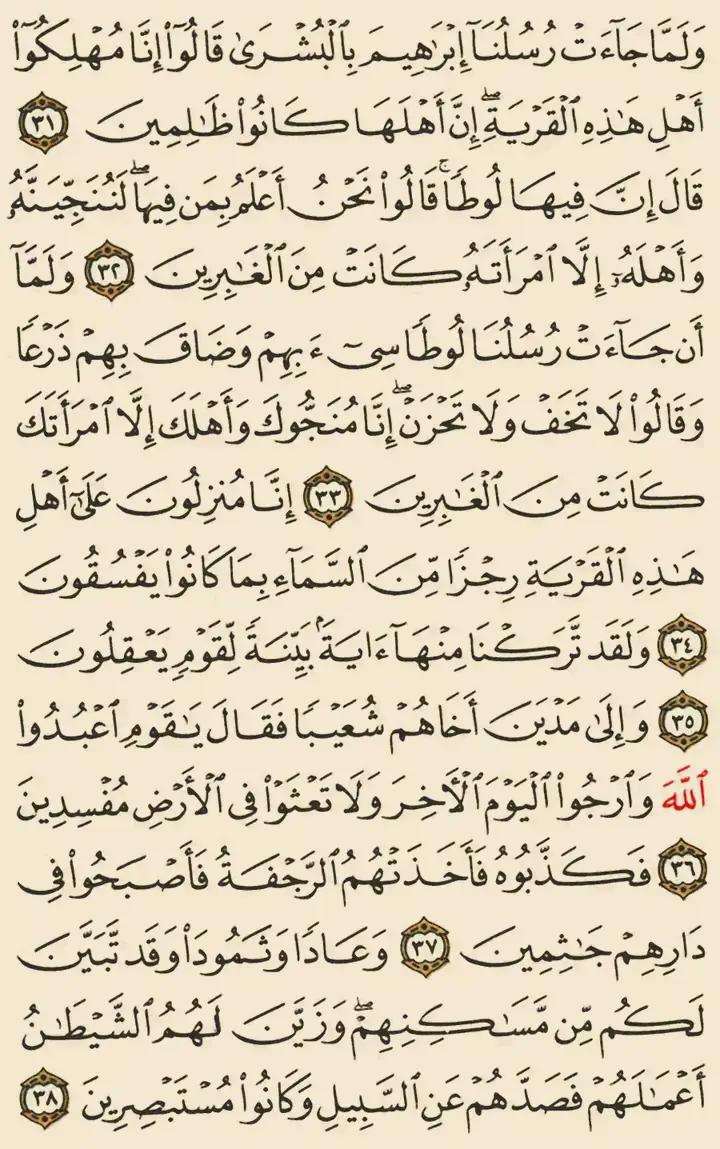 وَلَمَّا جَآءَتْ رُسُلُنَآ إِبْرَٰهِيمَ بِٱلْبُشْرَىٰ قَالُوٓا۟ إِنَّا مُهْلِكُوٓا۟
أَهْلِ هَٰذِهِ ٱلْقَرْيَةِ ۖ إِنَّ أَهْلَهَا كَانُوا۟ ظَٰلِمِينَ ٣١
قَالَ إِنَّ فِيهَا لُوطًا ۚ قَالُوا۟ نَحْنُ أَعْلَمُ بِمَن فِيهَا ۖ لَنُنَجِّيَنَّهُۥ
وَأَهْلَهُۥٓ إِلَّا ٱمْرَأَتَهُۥ كَانَتْ مِنَ ٱلْغَٰبِرِينَ ٣٢ وَلَمَّآ
أَن جَآءَتْ رُسُلُنَا لُوطًا سِىٓءَ بِهِمْ وَضَاقَ بِهِمْ ذَرْعًا
وَقَالُوا۟ لَا تَخَفْ وَلَا تَحْزَنْ ۖ إِنَّا مُنَجُّوكَ وَأَهْلَكَ إِلَّا ٱمْرَأَتَكَ
كَانَتْ مِنَ ٱلْغَٰبِرِينَ ٣٣ إِنَّا مُنزِلُونَ عَلَىٰٓ أَهْلِ
هَٰذِهِ ٱلْقَرْيَةِ رِجْزًا مِّنَ ٱلسَّمَآءِ بِمَا كَانُوا۟ يَفْسُقُونَ
٣٤ وَلَقَد تَّرَكْنَا مِنْهَآ ءَايَةًۢ بَيِّنَةً لِّقَوْمٍ يَعْقِلُونَ
٣٥ وَإِلَىٰ مَدْيَنَ أَخَاهُمْ شُعَيْبًا فَقَالَ يَٰقَوْمِ ٱعْبُدُوا۟
ٱللَّهَ وَٱرْجُوا۟ ٱلْيَوْمَ ٱلْـَٔاخِرَ وَلَا تَعْثَوْا۟ فِى ٱلْأَرْضِ مُفْسِدِينَ
٣٦ فَكَذَّبُوهُ فَأَخَذَتْهُمُ ٱلرَّجْفَةُ فَأَصْبَحُوا۟ فِى
دَارِهِمْ جَٰثِمِينَ ٣٧ وَعَادًا وَثَمُودَا۟ وَقَد تَّبَيَّنَ
لَكُم مِّن مَّسَٰكِنِهِمْ ۖ وَزَيَّنَ لَهُمُ ٱلشَّيْطَٰنُ
أَعْمَٰلَهُمْ فَصَدَّهُمْ عَنِ ٱلسَّبِيلِ وَكَانُوا۟ مُسْتَبْصِرِينَ ٣٨